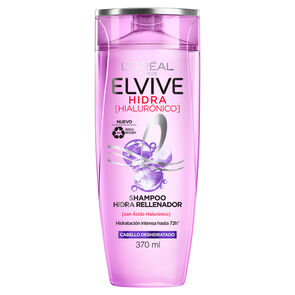 L'ORÉAL
PARIS
ELVIVE
HIDRA
[HIALURÓNICO]
NUEVO
SHAMPOO
HIDRA RELLENADOR
[con Ácido Hialurónico]
Hidratación intensa hasta 72h*
CABELLO DESHIDRATADO
370 ml